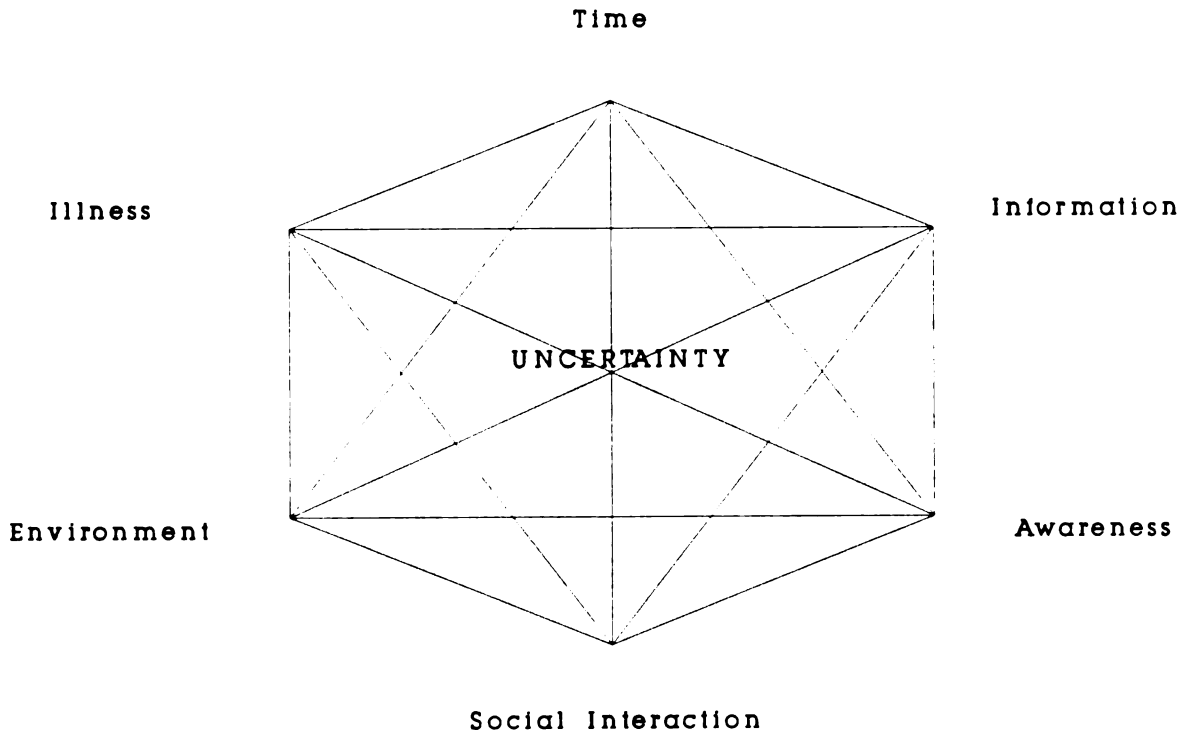 Time
Illness
Information
UNCERTAINTY
Environment
Awareness
Social Interaction